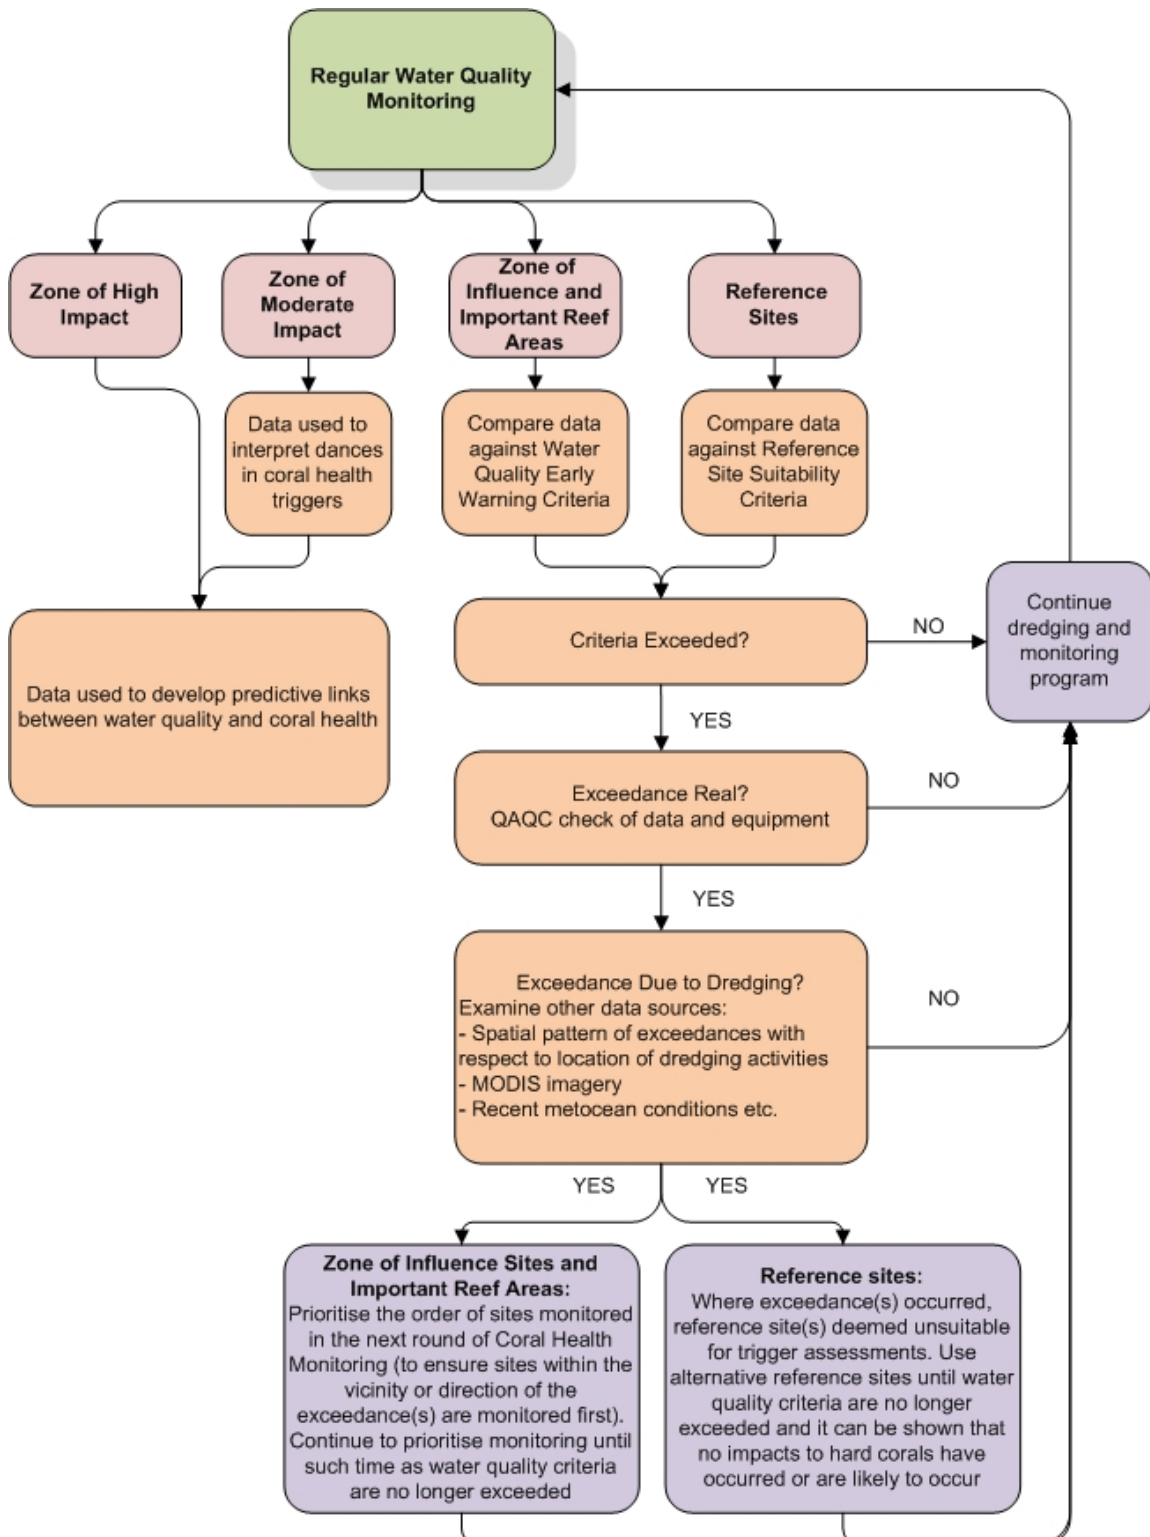 Regular Water Quality
Monitoring
Zone of High
Impact
Zone of
Moderate
Impact
Zone of
Influence and
Important Reef
Areas
Reference
Sites
Data used to
interpret dances
in coral health
triggers
Compare data
against Water
Quality Early
Warning Criteria
Compare data
against Reference
Site Suitability
Criteria
Data used to develop predictive links
between water quality and coral health
Criteria Exceeded?
NO
Continue
dredging and
monitoring
program
YES
Exceedance Real?
QAQC check of data and equipment
NO
YES
Exceedance Due to Dredging?
Examine other data sources:
- Spatial pattern of exceedances with
respect to location of dredging activities
- MODIS imagery
- Recent metocean conditions etc.
NO
YES
YES
Zone of Influence Sites and
Important Reef Areas:
Prioritise the order of sites monitored
in the next round of Coral Health
Monitoring (to ensure sites within the
vicinity or direction of the
exceedance(s) are monitored first).
Continue to prioritise monitoring until
such time as water quality criteria
are no longer exceeded
Reference sites:
Where exceedance(s) occurred,
reference site(s) deemed unsuitable
for trigger assessments. Use
alternative reference sites until water
quality criteria are no longer
exceeded and it can be shown that
no impacts to hard corals have
occurred or are likely to occur